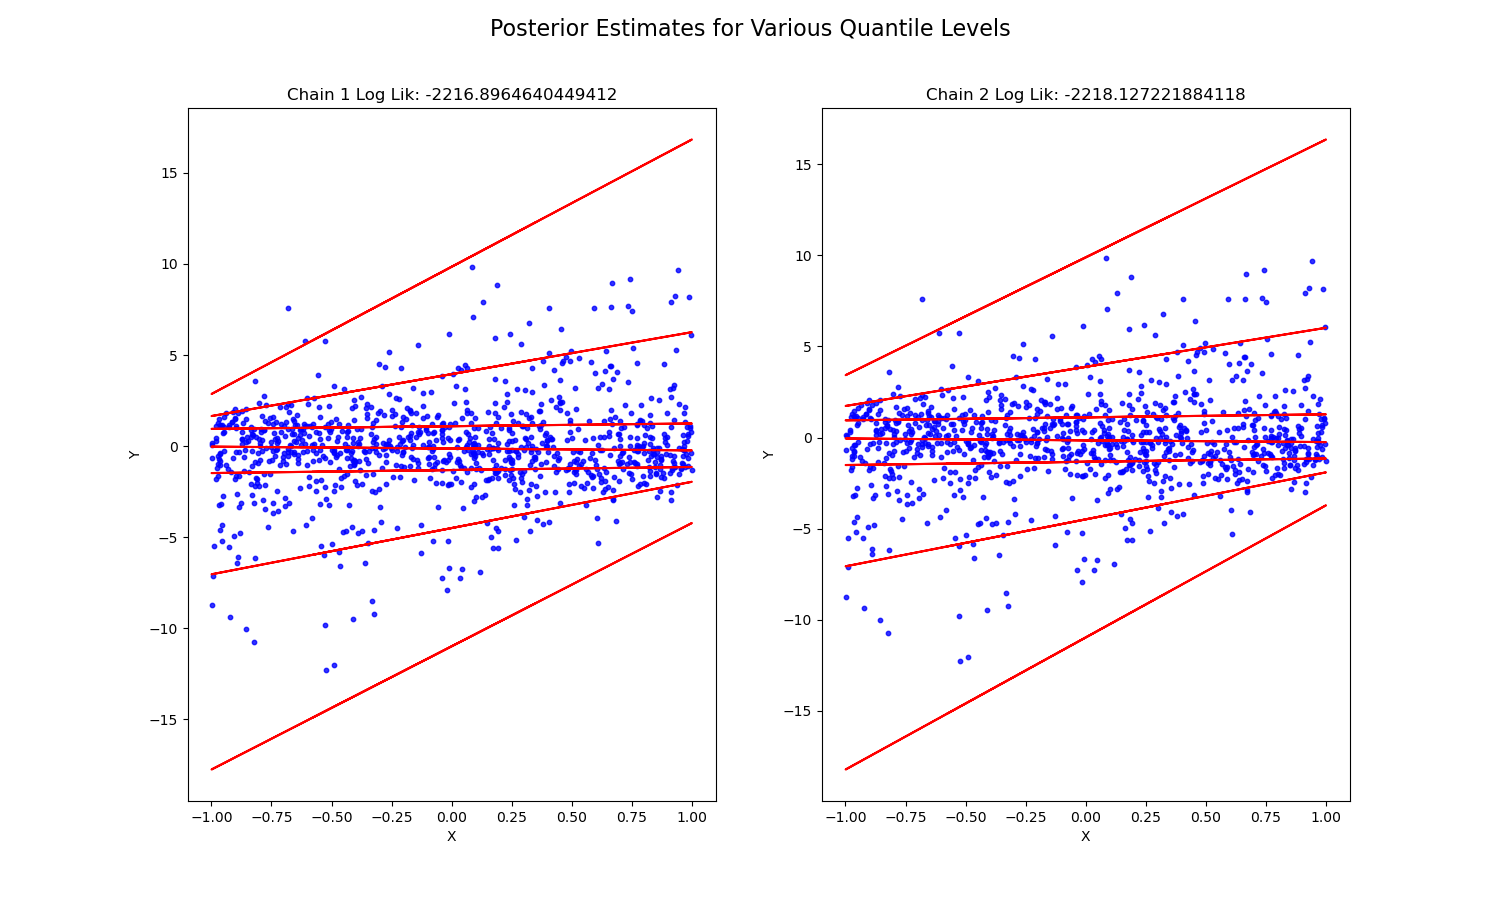 Posterior Estimates for Various Quantile Levels
Chain 1 Log Lik: -2216.8964640449412
15
10
5
0
−5
−10
−15
Y
−1.00 −0.75 −0.50 −0.25 0.00 0.25 0.50 0.75 1.00
X
Chain 2 Log Lik: -2218.127221884118
15
10
5
0
−5
−10
−15
Y
−1.00 −0.75 −0.50 −0.25 0.00 0.25 0.50 0.75 1.00
X